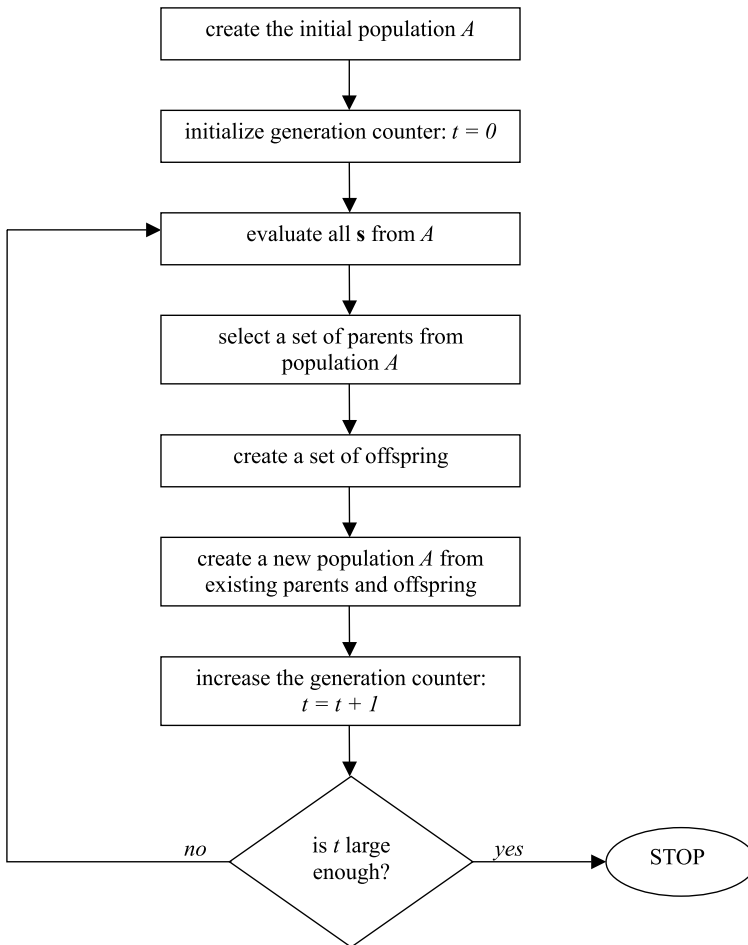 create the initial population A
initialize generation counter: t = 0
evaluate all s from A
select a set of parents from
population A
create a set of offspring
create a new population A from
existing parents and offspring
increase the generation counter:
t = t + 1
is t large
enough?
no
yes
STOP